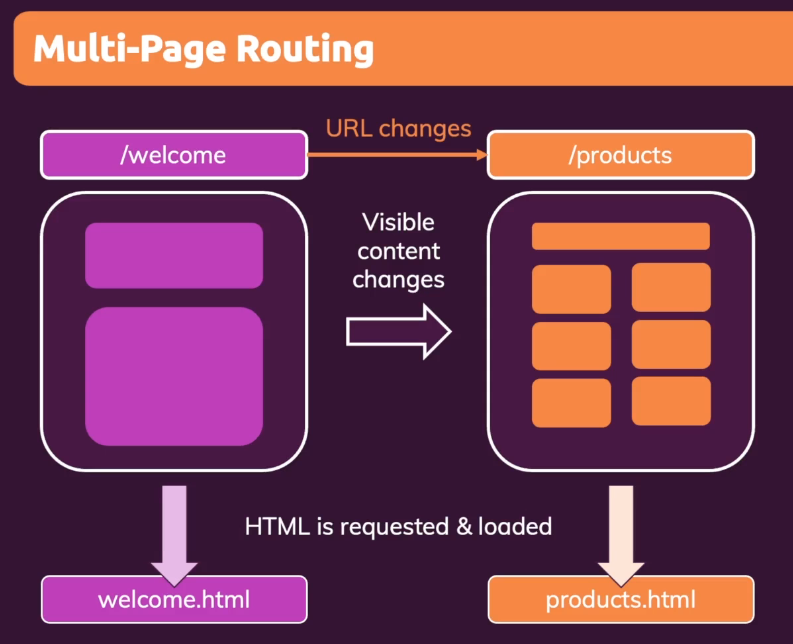 Multi-Page Routing
URL changes
/welcome
/products
Visible
content
changes
HTML is requested & loaded
welcome.html
products.html